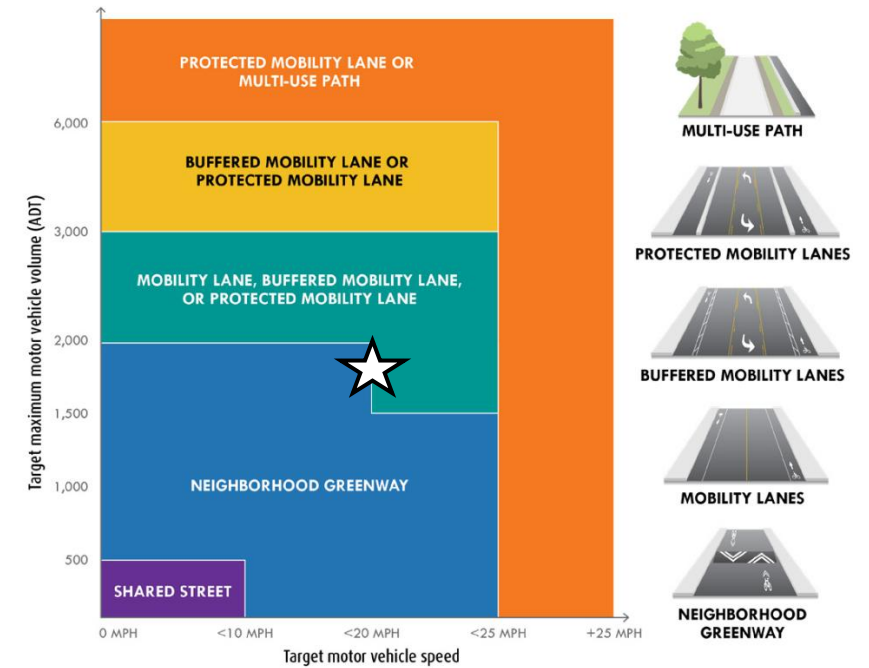 PROTECTED MOBILITY LANE OR
MULTI-USE PATH
6,000
BUFFERED MOBILITY LANE OR
PROTECTED MOBILITY LANE
3,000
MOBILITY LANE, BUFFERED MOBILITY LANE,
OR PROTECTED MOBILITY LANE
2,000
1,500
1,000
NEIGHBORHOOD GREENWAY
500
SHARED STREET
0 MPH
<10 MPH
<20 MPH
<25 MPH
+25 MPH
Target motor vehicle speed
Target maximum motor vehicle volume (ADT)
MULTI-USE PATH
PROTECTED MOBILITY LANES
BUFFERED MOBILITY LANES
MOBILITY LANES
NEIGHBORHOOD
GREENWAY